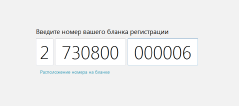 Введите номер вашего бланка регистрации
2 730800 000006
Расположение номера на бланке